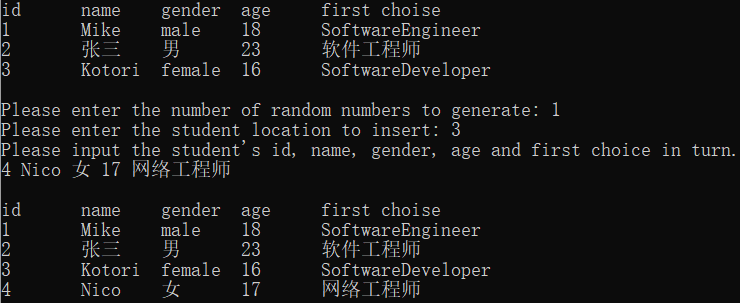 id name gender age first choise
1 Mike male 18 SoftwareEngineer
2 张三 男 23 软件工程师
3 Kotori female 16 SoftwareDeveloper
Please enter the number of random numbers to generate: 1
Please enter the student location to insert: 3
Please input the student's id, name, gender, age and first choice in turn.
4 Nico 女 17 网络工程师
id name gender age first choise
1 Mike male 18 SoftwareEngineer
2 张三 男 23 软件工程师
3 Kotori female 16 SoftwareDeveloper
4 Nico 女 17 网络工程师